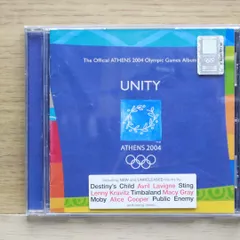 The Official ATHENS 2004 Olympic Games Album
UNITY
ATHENS 2004
Destiny's Child Avril Lavigne Sting
Lenny Kravitz Timbaland Macy Gray
Moby Alice Cooper Public Enemy